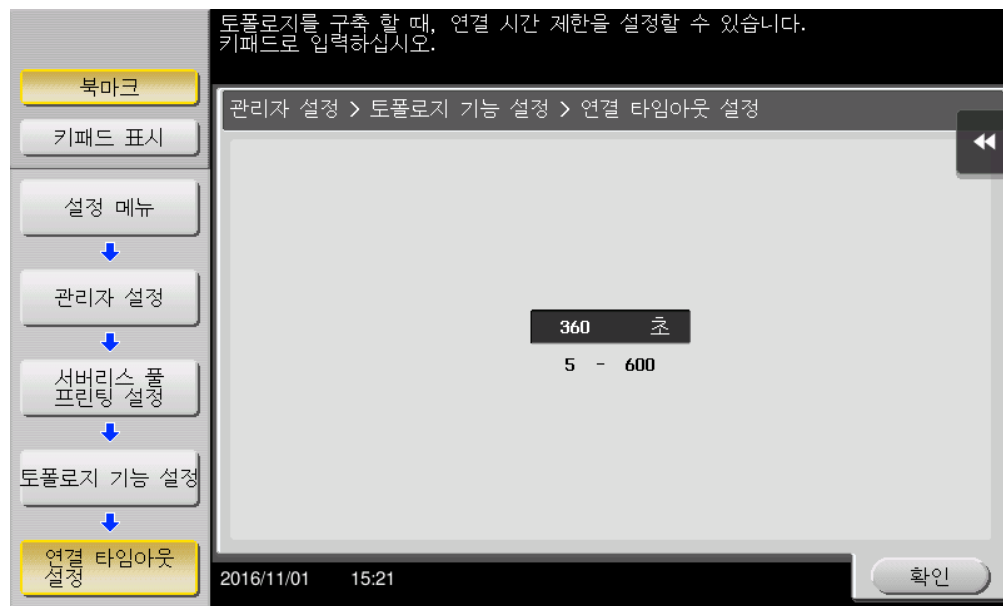 토폴로지를 구축 할 때, 연결 시간 제한을 설정할 수 있습니다.
키패드로 입력하십시오.
북마크
키패드 표시
관리자 설정 > 토폴로지 기능 설정 > 연결 타임아웃 설정
설정 메뉴
관리자 설정
서버리스 풀
프린팅 설정
토폴로지 기능 설정
연결 타임아웃
설정
360 초
5 - 600
2016/11/01 15:21
확인